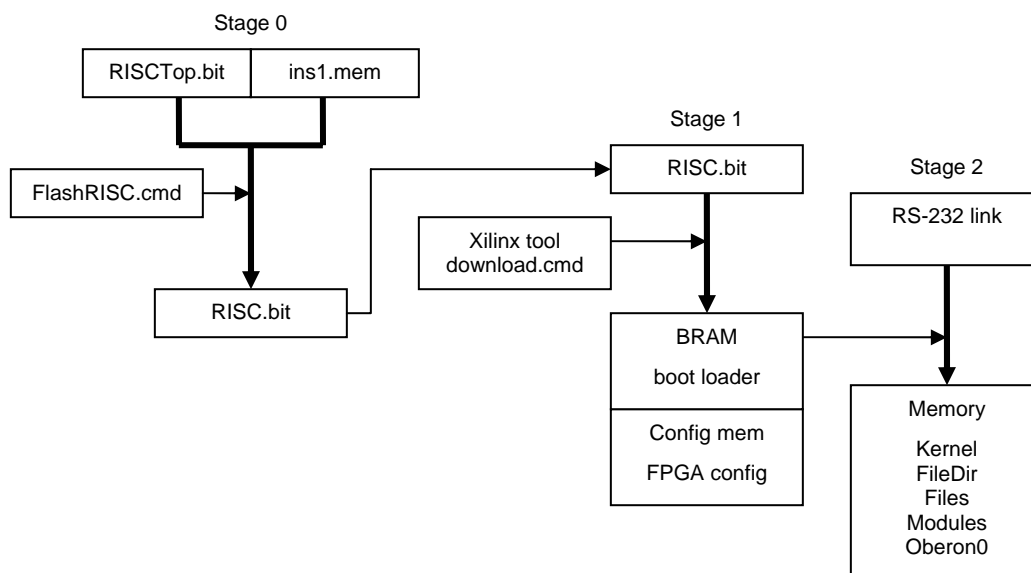 Stage 0
RISCTop.bit
ins1.mem
FlashRISC.cmd
RISC.bit
Stage 1
RISC.bit
Xilinx tool
download.cmd
BRAM
boot loader
Config mem
FPGA config
Stage 2
RS-232 link
Memory
Kernel
FileDir
Files
Modules
Oberon0